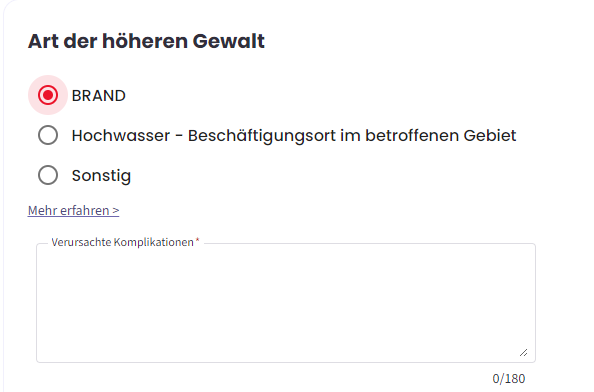 Art der höheren Gewalt
BRAND
Hochwasser - Beschäftigungsort im betroffenen Gebiet
Sonstig
Mehr erfahren >
Verursachte Komplikationen *
0/180